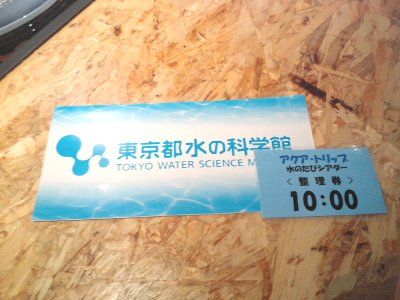 東京都水の科学館
TOKYO WATER SCIENCE M
アクア・トリップ
水のたびシアター
〈整理券〉
10:00